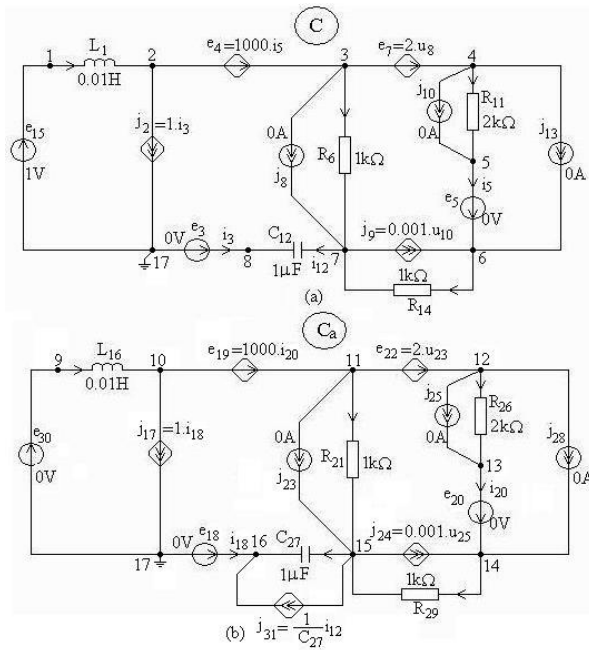 C
1
L₁
0.01H
2
e₄=1000.i₅
3
e₇=2.u₈
4
e₁₅
1V
j₂=1.i₃
0A
j₈
R₆
1kΩ
j₁₀
0A
R₁₁
2kΩ
5
i₅
e₅
0V
j₁₃
0A
17
0V
e₃
i₃
8
C₁₂
1μF
i₁₂
7
j₉=0.001.u₁₀
6
1kΩ
R₁₄
(a)
Cₐ
9
L₁₆
0.01H
10
e₁₉=1000.i₂₀
11
e₂₂=2.u₂₃
12
e₃₀
0V
j₁₇=1.i₁₈
0A
j₂₃
R₂₁
1kΩ
j₂₅
0A
R₂₆
2kΩ
13
i₂₀
e₂₀
0V
j₂₈
0A
17
0V
e₁₈
i₁₈
16
C₂₇
1μF
15
j₂₄=0.001.u₂₅
14
1kΩ
R₂₉
(b)
j₃₁=1/C₂₇ i₁₂